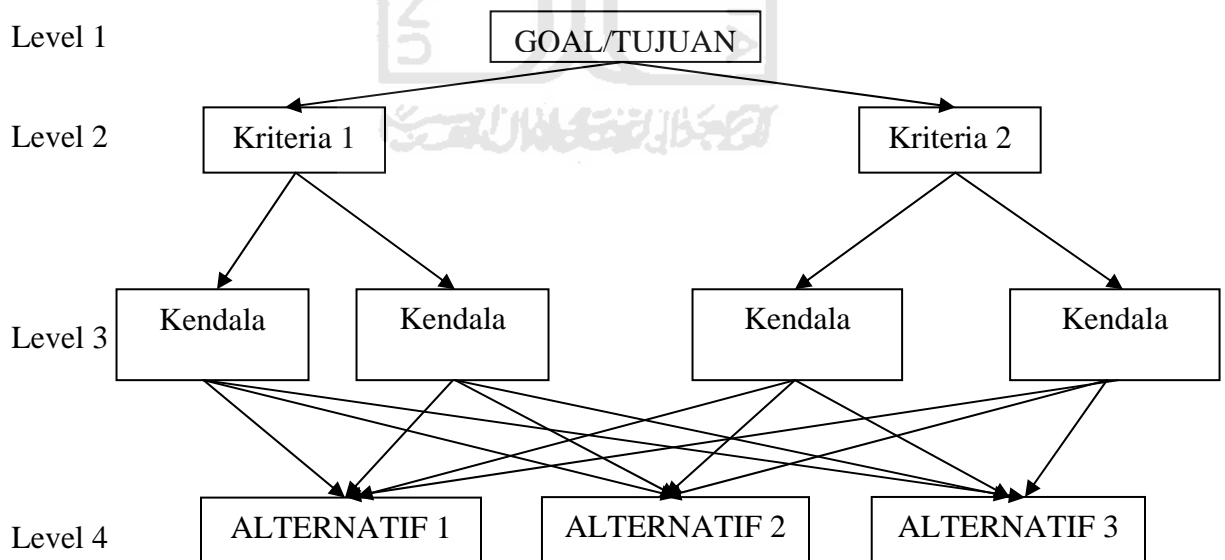 Level 1
GOAL/TUJUAN
Level 2
Kriteria 1
Kriteria 2
Level 3
Kendala
Kendala
Kendala
Kendala
Level 4
ALTERNATIF 1
ALTERNATIF 2
ALTERNATIF 3